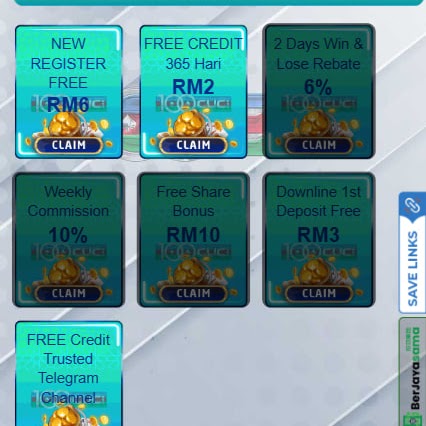 NEW
REGISTER
FREE
RM6
CLAIM
FREE CREDIT
365 Hari
RM2
CLAIM
2 Days Win &
Lose Rebate
6%
CLAIM
Weekly
Commission
10%
CLAIM
Free Share
Bonus
RM10
CLAIM
Downline 1st
Deposit Free
RM3
CLAIM
FREE Credit
Trusted
Telegram
Channel
SAVE LINKS
BerJayasama